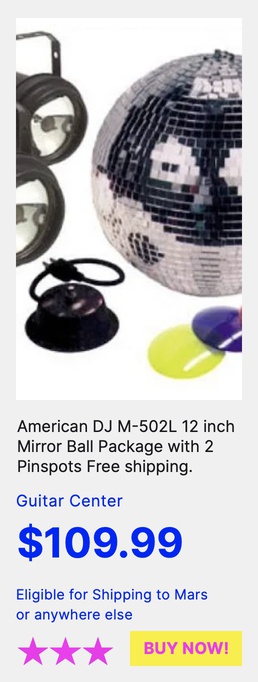 American DJ M-502L 12 inch
Mirror Ball Package with 2
Pinspots Free shipping.
Guitar Center
$109.99
Eligible for Shipping to Mars
or anywhere else
BUY NOW!